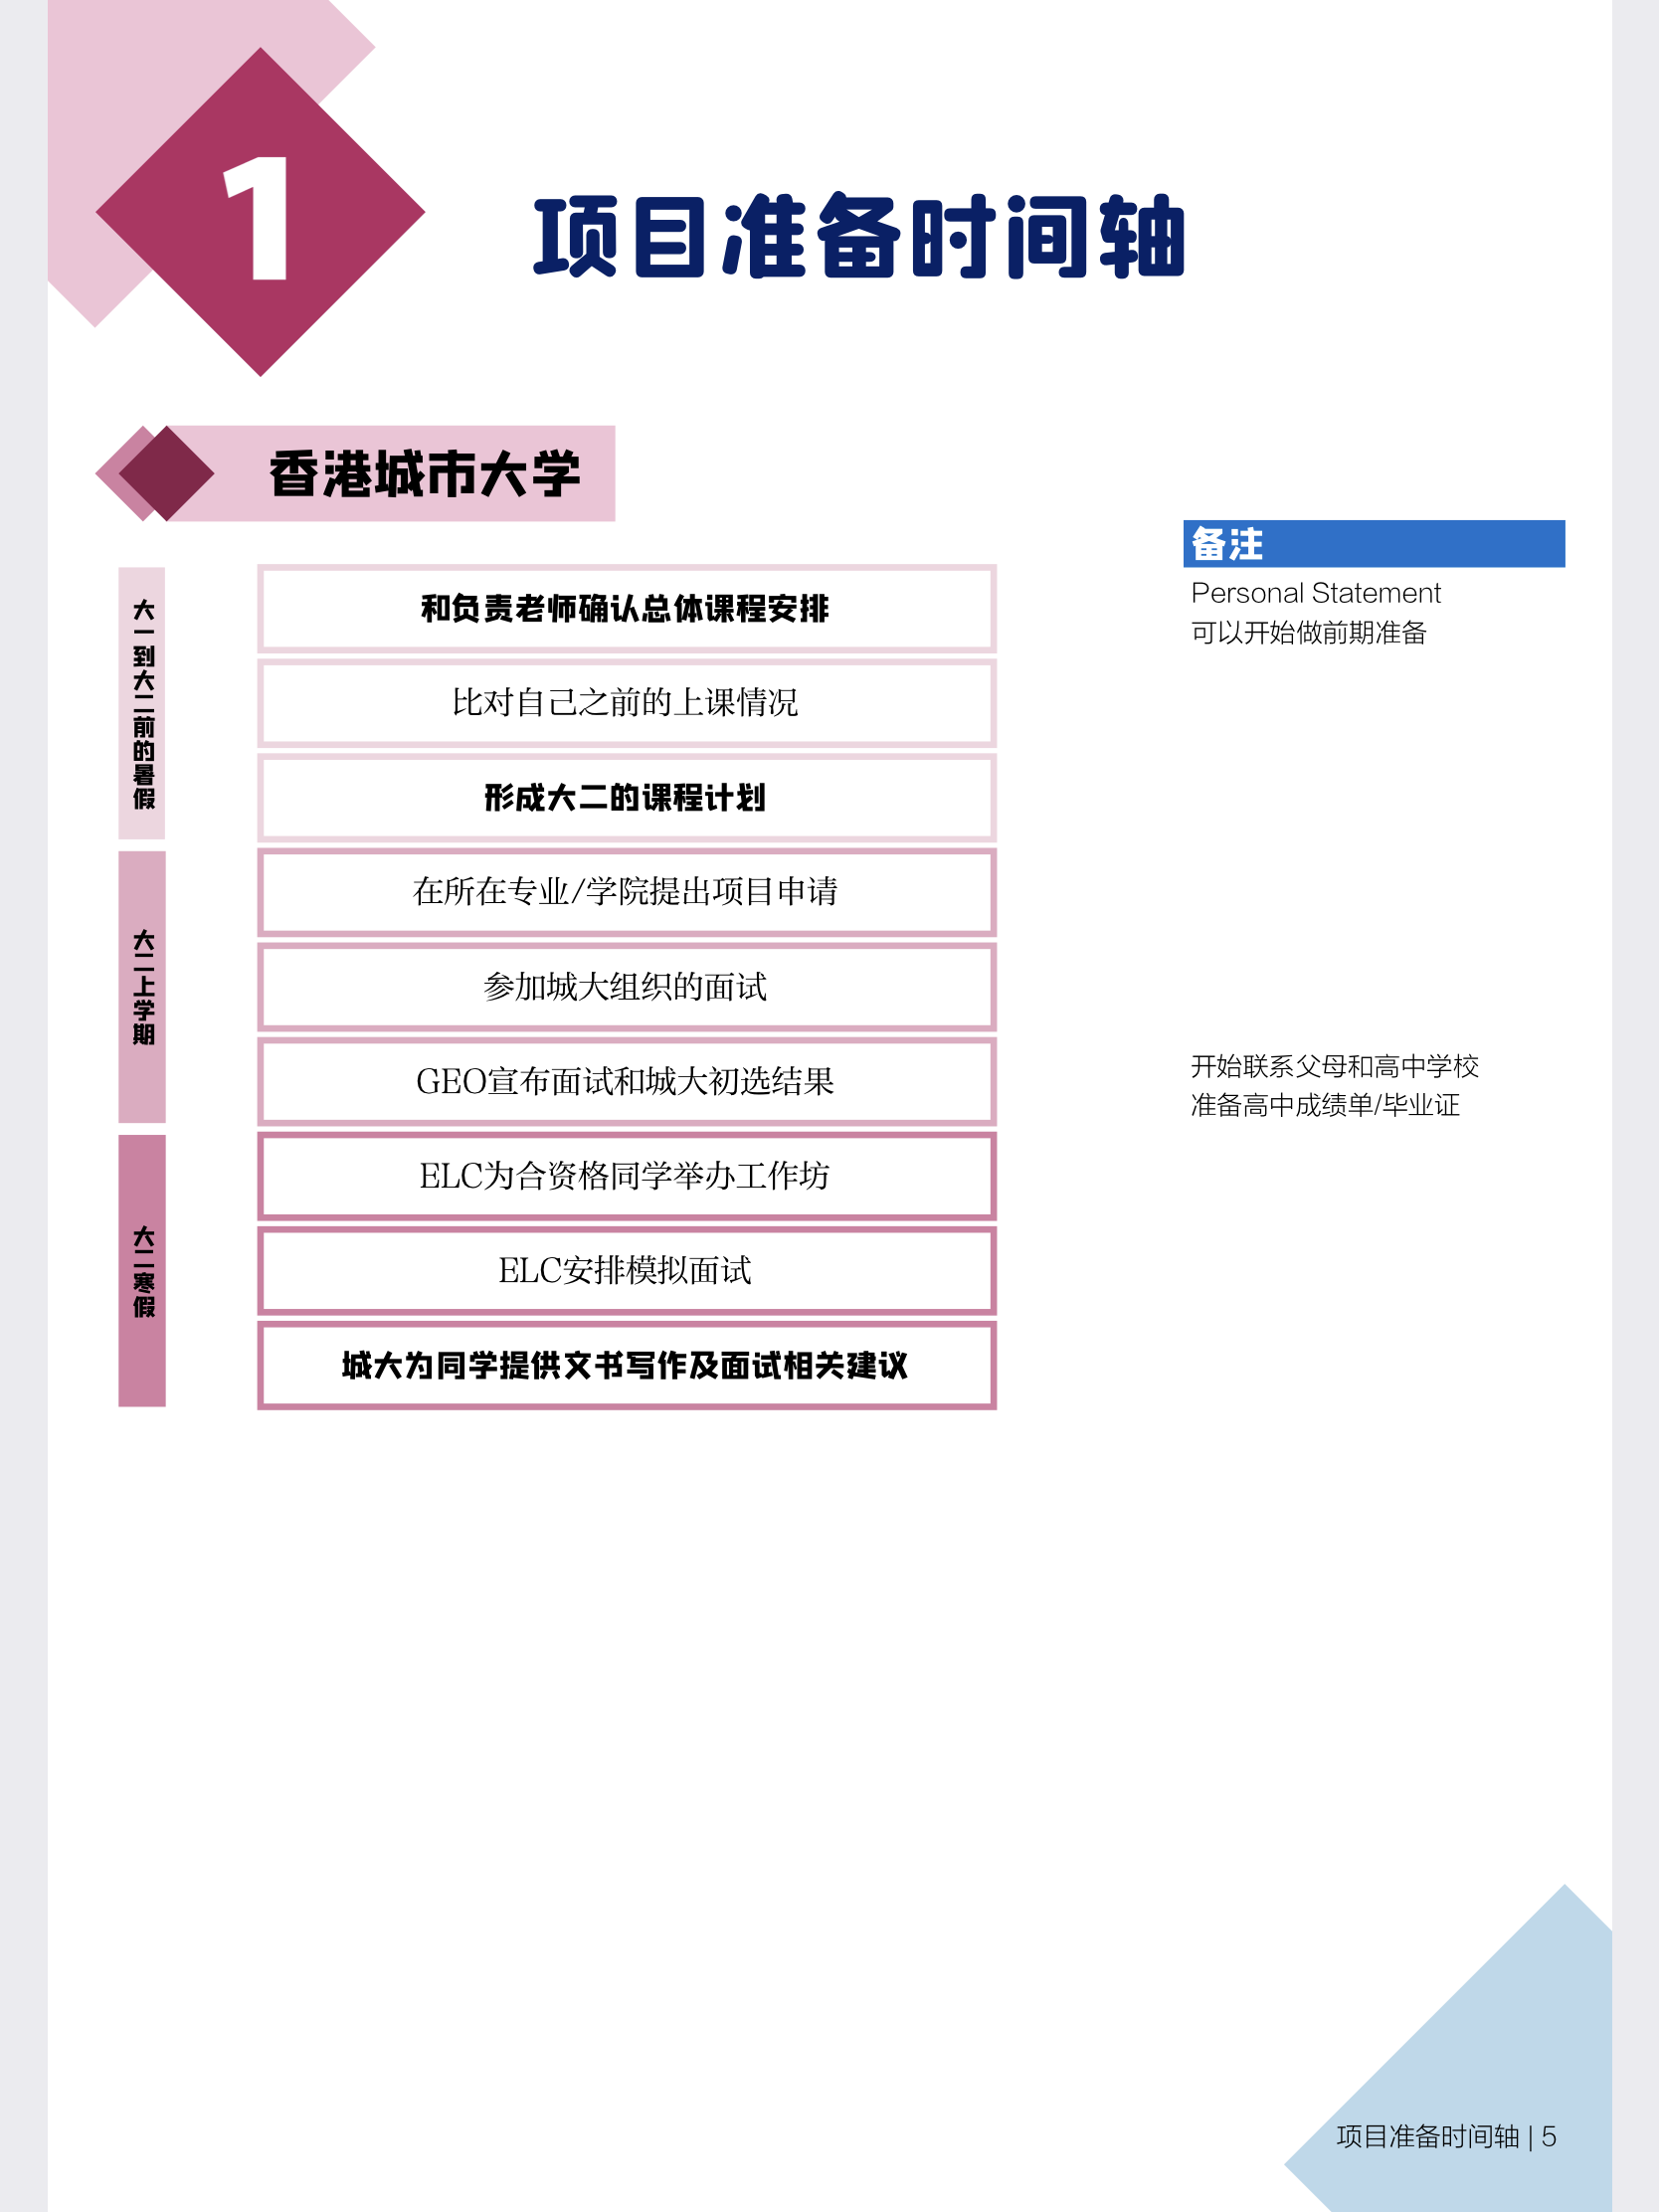 1
项目准备时间轴
香港城市大学
备注
Personal Statement
可以开始做前期准备
大一到大二前的暑假
和负责老师确认总体课程安排
比对自己之前的上课情况
形成大二的课程计划
大二上学期
在所在专业/学院提出项目申请
参加城大组织的面试
GEO宣布面试和城大初选结果
开始联系父母和高中学校
准备高中成绩单/毕业证
大二寒假
ELC为合资格同学举办工作坊
ELC安排模拟面试
城大为同学提供文书写作及面试相关建议
项目准备时间轴 | 5